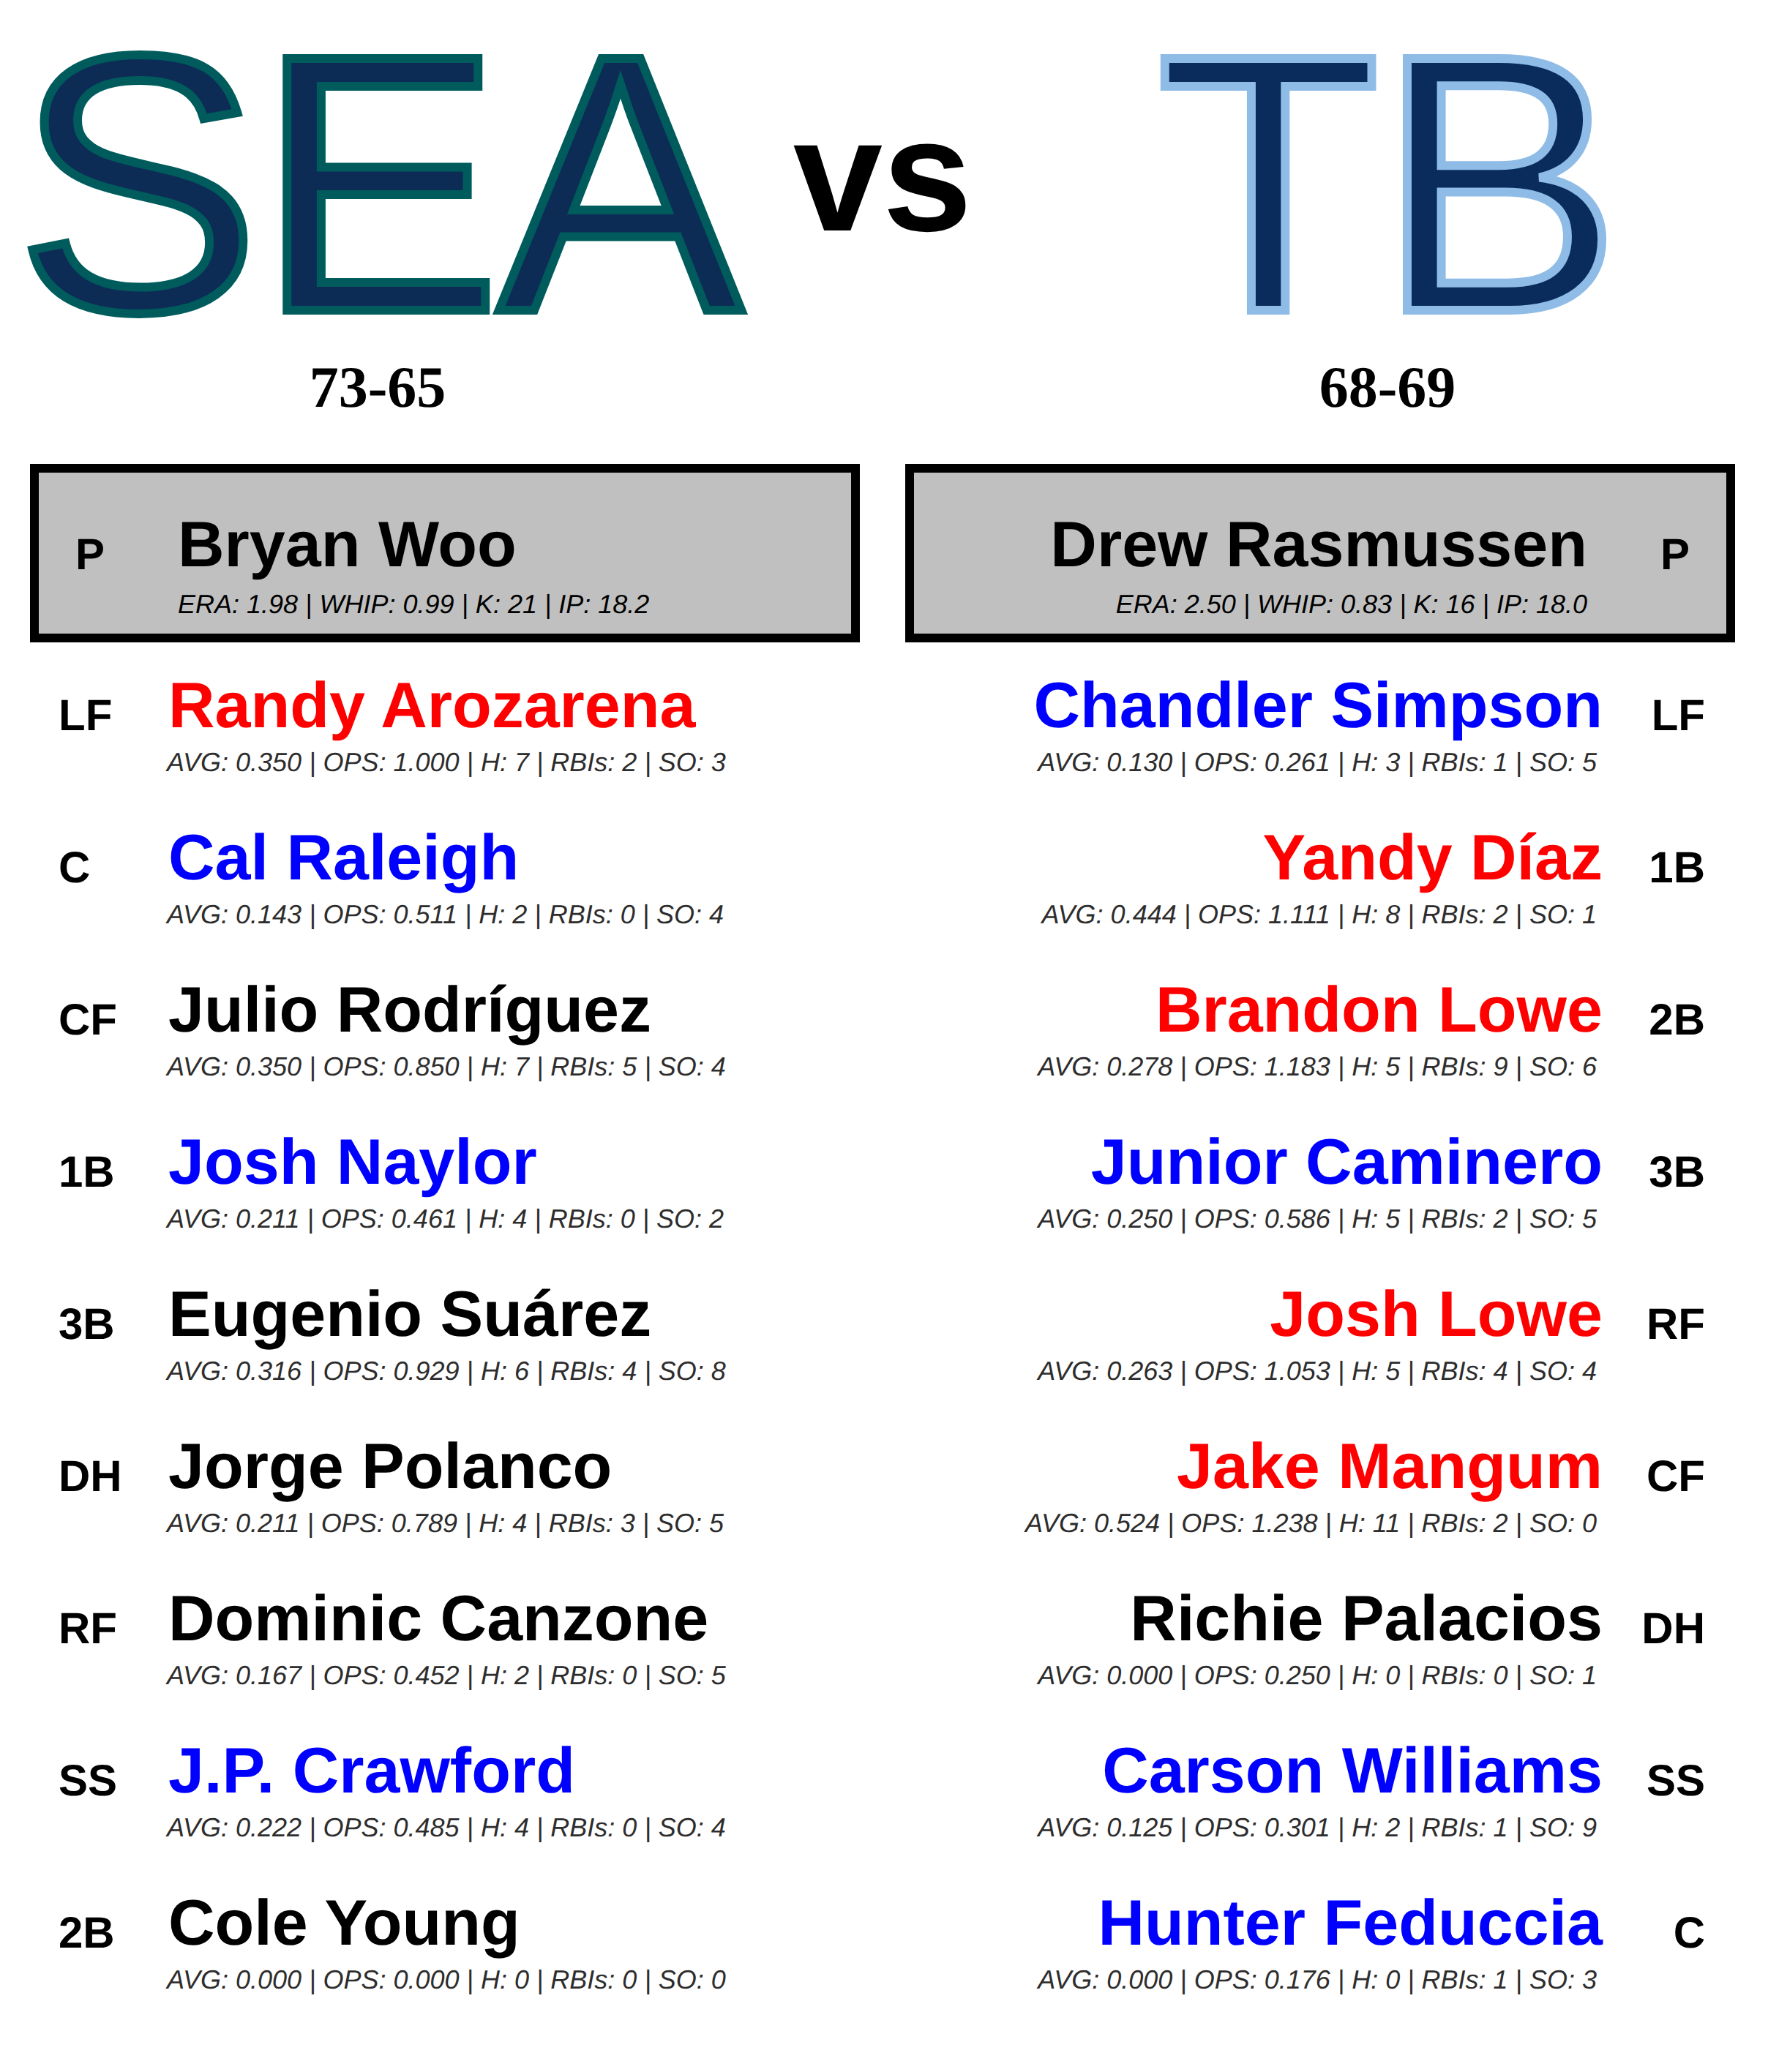 SEA vs TB
73-65 68-69
P Bryan Woo
ERA: 1.98 | WHIP: 0.99 | K: 21 | IP: 18.2
Drew Rasmussen P
ERA: 2.50 | WHIP: 0.83 | K: 16 | IP: 18.0
LF Randy Arozarena
AVG: 0.350 | OPS: 1.000 | H: 7 | RBIs: 2 | SO: 3
C Cal Raleigh
AVG: 0.143 | OPS: 0.511 | H: 2 | RBIs: 0 | SO: 4
CF Julio Rodríguez
AVG: 0.350 | OPS: 0.850 | H: 7 | RBIs: 5 | SO: 4
1B Josh Naylor
AVG: 0.211 | OPS: 0.461 | H: 4 | RBIs: 0 | SO: 2
3B Eugenio Suárez
AVG: 0.316 | OPS: 0.929 | H: 6 | RBIs: 4 | SO: 8
DH Jorge Polanco
AVG: 0.211 | OPS: 0.789 | H: 4 | RBIs: 3 | SO: 5
RF Dominic Canzone
AVG: 0.167 | OPS: 0.452 | H: 2 | RBIs: 0 | SO: 5
SS J.P. Crawford
AVG: 0.222 | OPS: 0.485 | H: 4 | RBIs: 0 | SO: 4
2B Cole Young
AVG: 0.000 | OPS: 0.000 | H: 0 | RBIs: 0 | SO: 0
Chandler Simpson LF
AVG: 0.130 | OPS: 0.261 | H: 3 | RBIs: 1 | SO: 5
Yandy Díaz 1B
AVG: 0.444 | OPS: 1.111 | H: 8 | RBIs: 2 | SO: 1
Brandon Lowe 2B
AVG: 0.278 | OPS: 1.183 | H: 5 | RBIs: 9 | SO: 6
Junior Caminero 3B
AVG: 0.250 | OPS: 0.586 | H: 5 | RBIs: 2 | SO: 5
Josh Lowe RF
AVG: 0.263 | OPS: 1.053 | H: 5 | RBIs: 4 | SO: 4
Jake Mangum CF
AVG: 0.524 | OPS: 1.238 | H: 11 | RBIs: 2 | SO: 0
Richie Palacios DH
AVG: 0.000 | OPS: 0.250 | H: 0 | RBIs: 0 | SO: 1
Carson Williams SS
AVG: 0.125 | OPS: 0.301 | H: 2 | RBIs: 1 | SO: 9
Hunter Feduccia C
AVG: 0.000 | OPS: 0.176 | H: 0 | RBIs: 1 | SO: 3